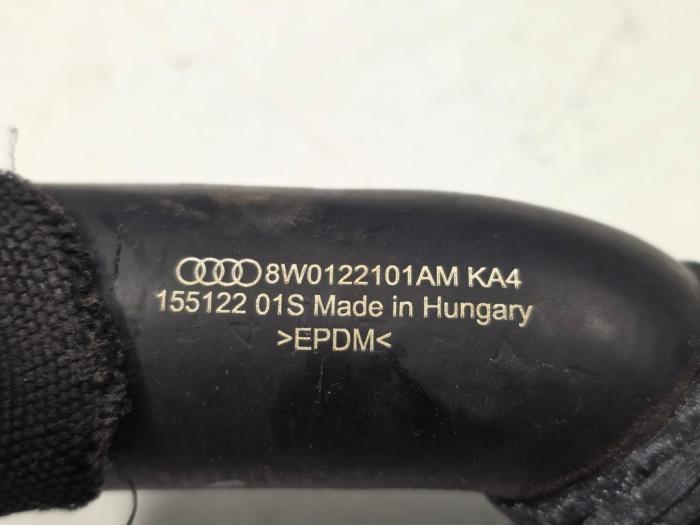 8W0122101AM KA4
155122 01S Made in Hungary
>EPDM<